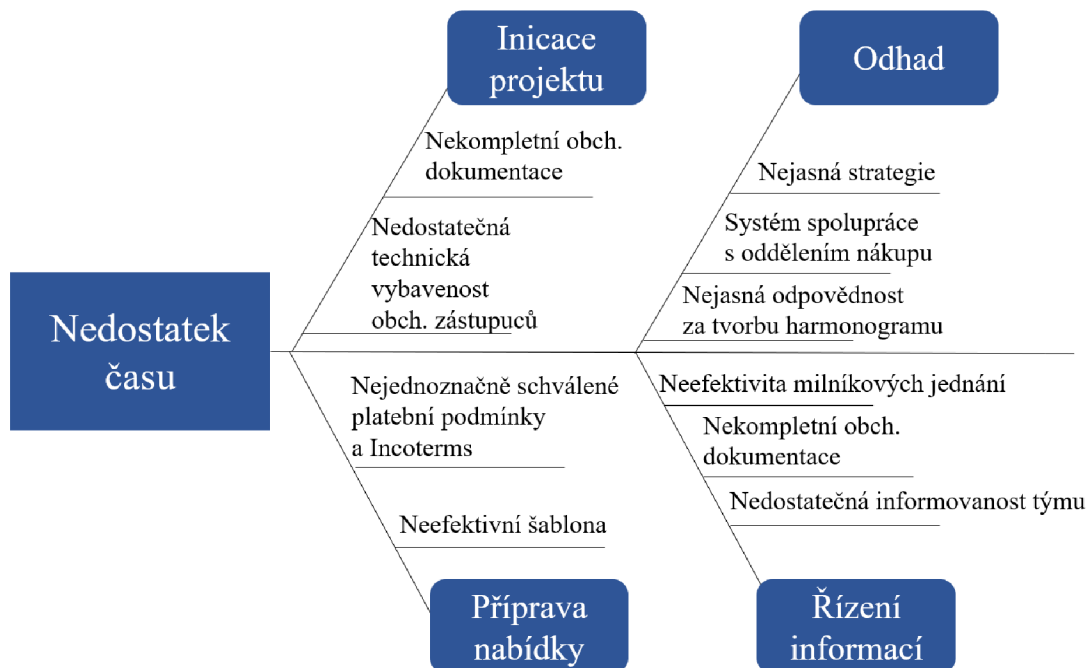 Inicace
projektu
Odhad
Nekompletní obch.
dokumentace
Nejasná strategie
Nedostatečná
technická
vybavenost
obch. zástupuců
Systém spolupráce
s oddělením nákupu
Nejasná odpovědnost
za tvorbu harmonogramu
Nedostatek
času
Nejednoznačně schválené
platební podmínky
a Incoterms
Neefektivita milníkových jednání
Nekompletní obch.
dokumentace
Neefektivní šablona
Nedostatečná informovanost týmu
Příprava
nabídky
Řízení
informací